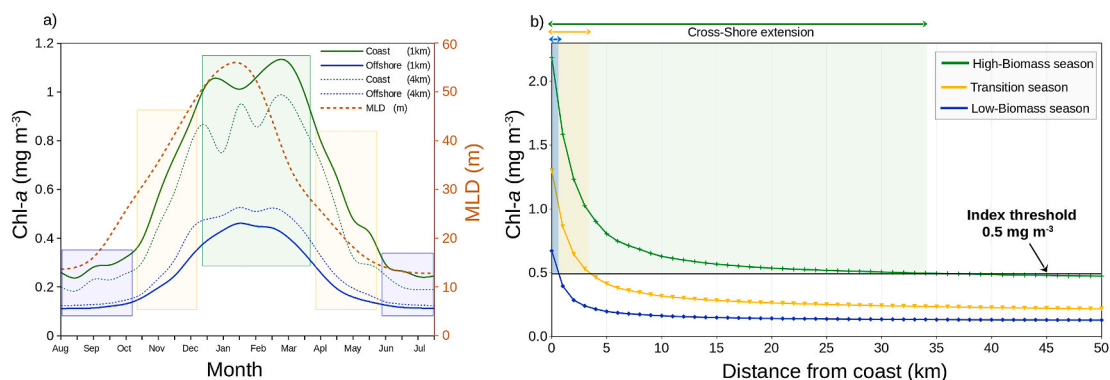 a)
Chl-a (mg m-3)
1.2
1.0
0.8
0.6
0.4
0.2
0.0
Coast (1km)
Offshore (1km)
Coast (4km)
Offshore (4km)
MLD (m)
60
50
40
30
20
10
0
MLD (m)
Aug Sep Oct Nov Dec Jan Feb Mar Apl May Jun Jul
Month
b)
Cross-Shore extension
Chl-a (mg m-3)
2.0
1.5
1.0
0.5
0.0
High-Biomass season
Transition season
Low-Biomass season
Index threshold
0.5 mg m-3
0 5 10 15 20 25 30 35 40 45 50
Distance from coast (km)